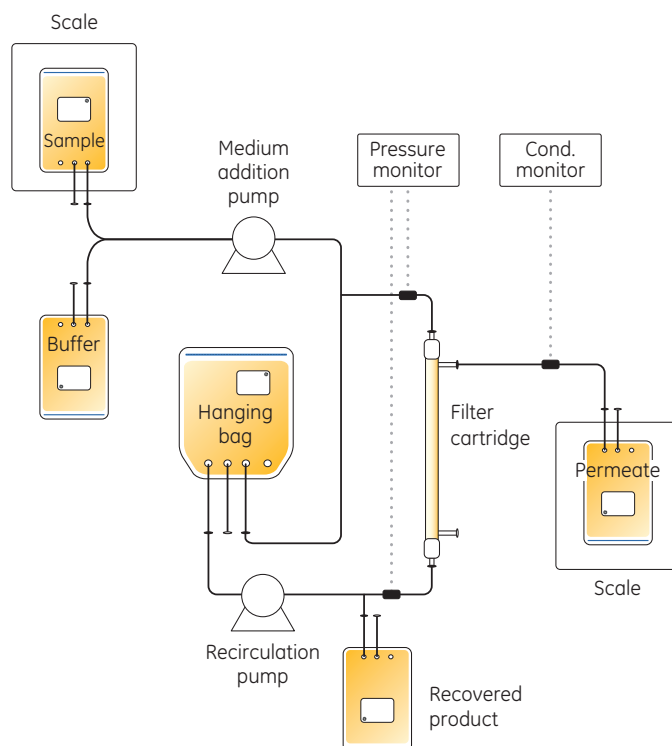 Scale
Sample
Medium
addition
pump
Pressure
monitor
Cond.
monitor
Buffer
Hanging
bag
Filter
cartridge
Permeate
Scale
Recirculation
pump
Recovered
product